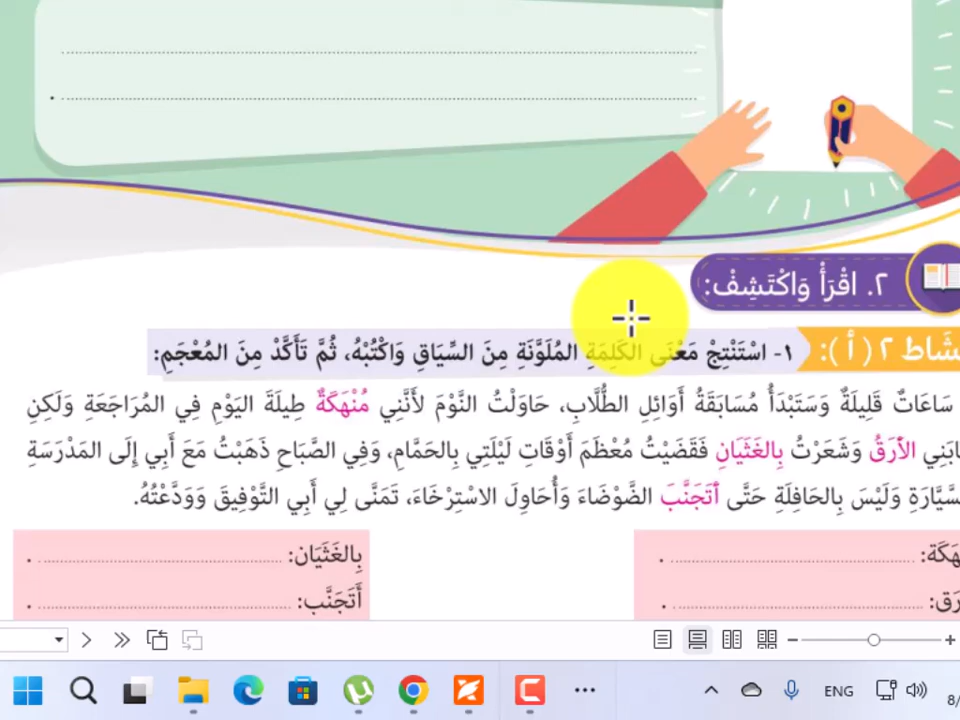 ٢. اقْرَأْ وَاكْتَشِفْ:
٢ ( أ ):
١- اسْتَنْتِجْ مَعْنَى الكَلِمَةِ المُلَوَّنَةِ مِنَ السِّيَاقِ وَاكْتُبْهُ، ثُمَّ تَأَكَّدْ مِنَ المُعْجَمِ:
سَاعَاتٌ قَلِيلَةٌ وَسَتَبْدَأُ مُسَابَقَةُ أَوَائِلِ الطُّلَّابِ، حَاوَلْتُ النَّوْمَ لأَنَّنِي مُنْهَكَةٌ طِيلَةَ اليَوْمِ فِي المُرَاجَعَةِ وَلَكِنِ
الأَرَقُ وَشَعَرْتُ بِالغَثَيَانِ فَقَضَيْتُ مُعْظَمَ أَوْقَاتِ لَيْلَتِي بِالحَمَّامِ، وَفِي الصَّبَاحِ ذَهَبْتُ مَعَ أَبِي إِلَى المَدْرَسَةِ
وَلَيْسَ بِالحَافِلَةِ حَتَّى أَتَجَنَّبَ الضَّوْضَاءَ وَأُحَاوِلَ الاسْتِرْخَاءَ، تَمَنَّى لِي أَبِي التَّوْفِيقَ وَوَدَّعْتُهُ.
بِالغَثَيَان: .
أَتَجَنَّب: .
ENG
8/